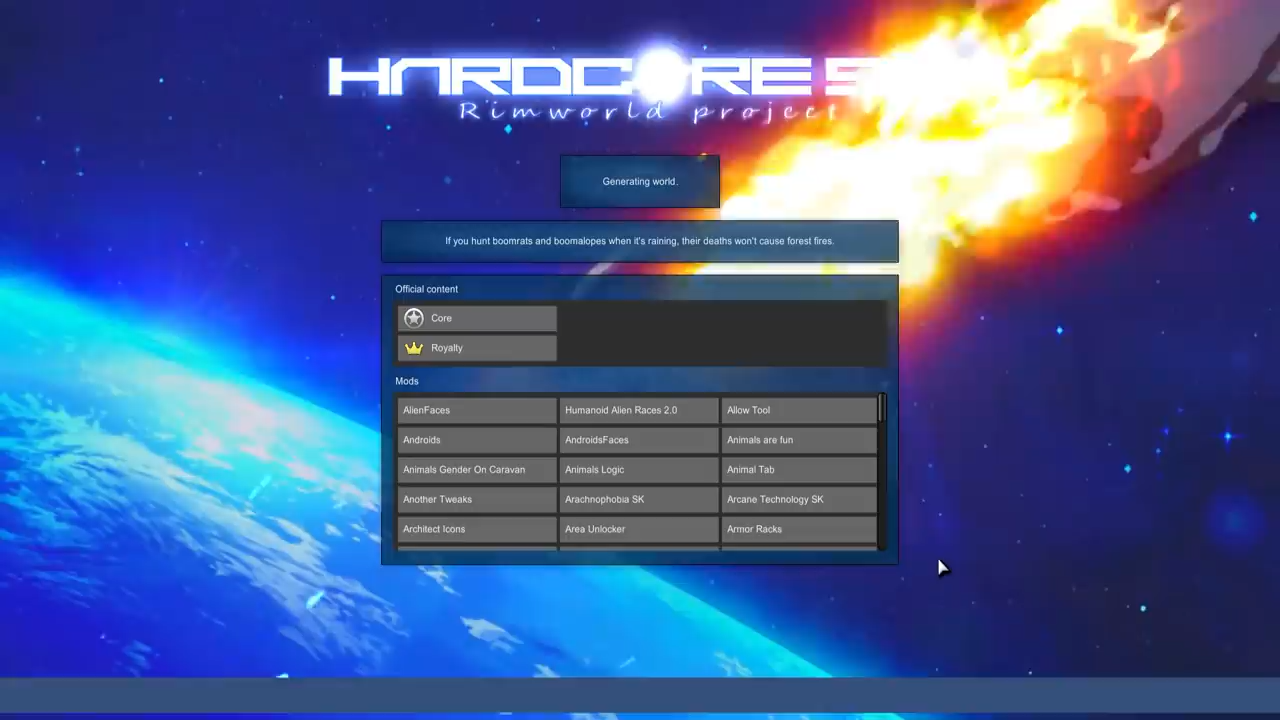 HARDCORE S
Rimworld project
Generating world.
If you hunt boomrats and boomalopes when it's raining, their deaths won't cause forest fires.
Official content
Core
Royalty
Mods
AlienFaces Humanoid Alien Races 2.0 Allow Tool
Androids AndroidsFaces Animals are fun
Animals Gender On Caravan Animals Logic Animal Tab
Another Tweaks Arachnophobia SK Arcane Technology SK
Architect Icons Area Unlocker Armor Racks